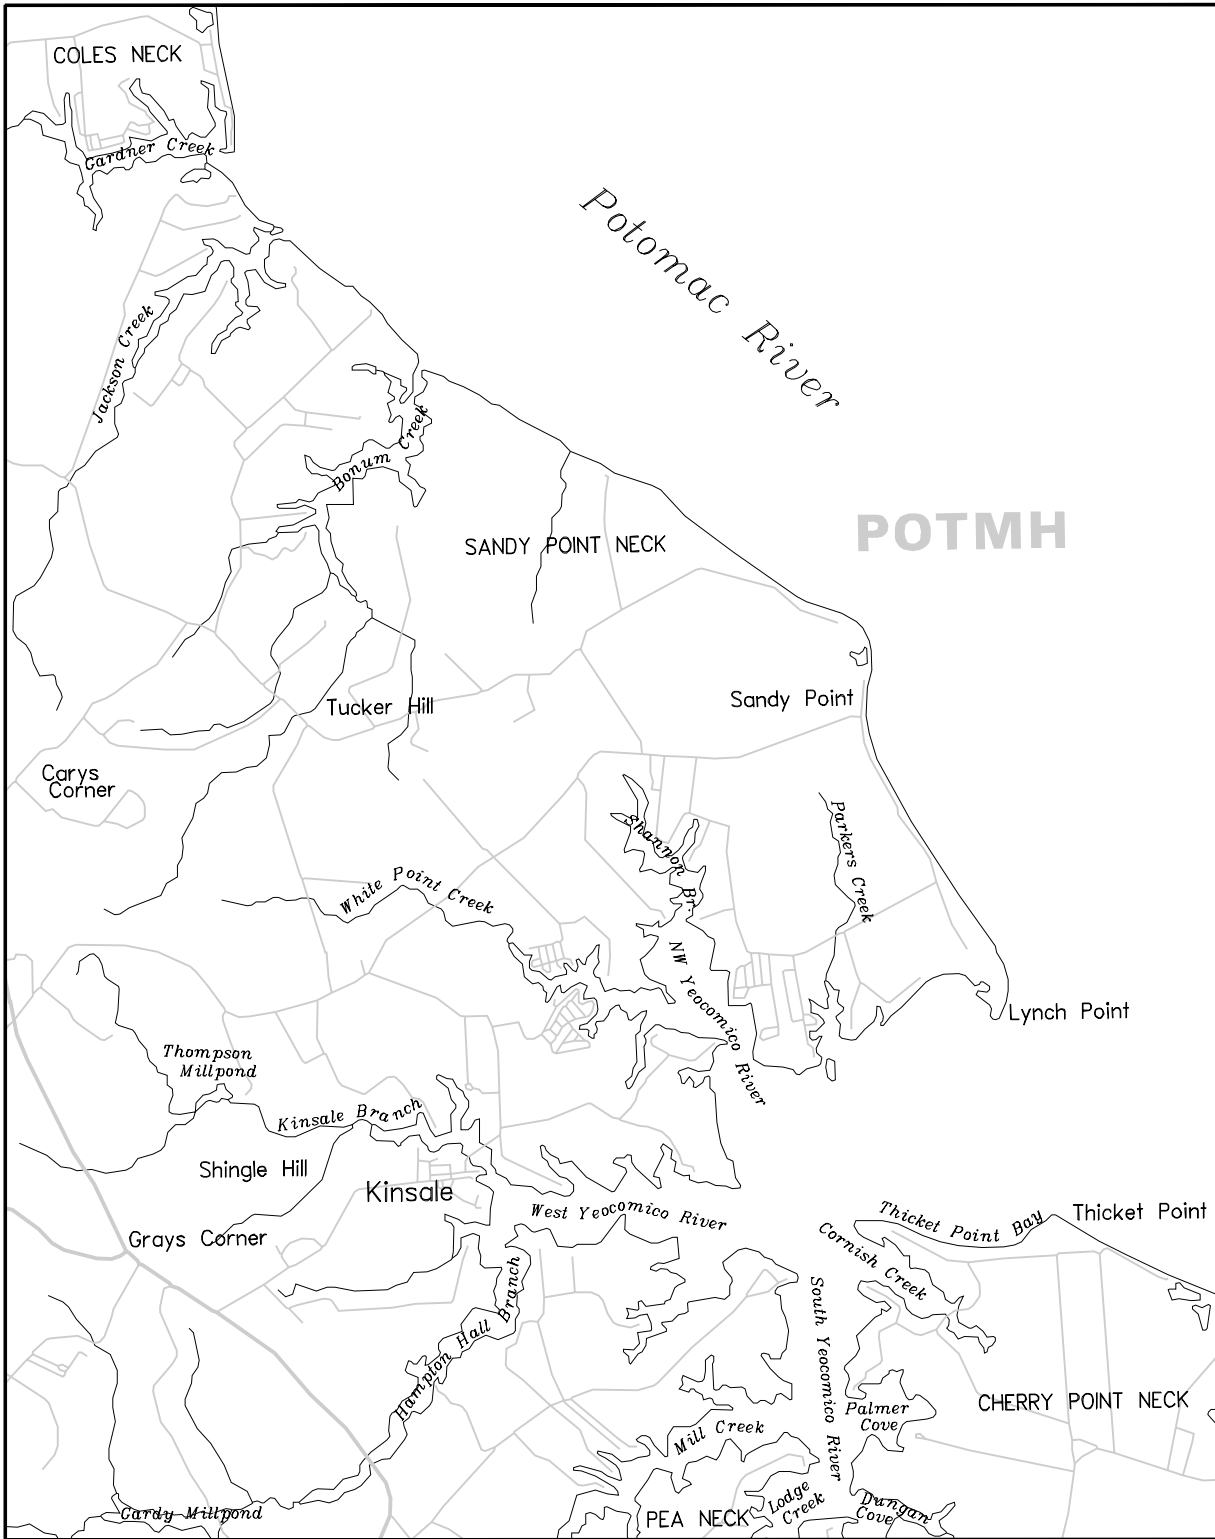 COLES NECK
Gardner Creek
Potomac River
Jackson Creek
Bonum Creek
SANDY POINT NECK
POTMH
Tucker Hill
Sandy Point
Carys
Corner
Shannon Br.
Parkers Creek
White Point Creek
NW Yeocomico River
Lynch Point
Thompson
Millpond
Kinsale Branch
Shingle Hill
Kinsale
West Yeocomico River
Thicket Point Bay
Thicket Point
Grays Corner
Cornish Creek
Hampton Hall Branch
South Yeocomico River
CHERRY POINT NECK
Palmer
Cove
Mill Creek
Gardy Millpond
PEA NECK
Lodge
Creek
Dungan
Cove